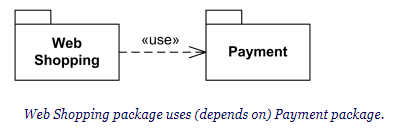 Web
Shopping
«use»
Payment
Web Shopping package uses (depends on) Payment package.